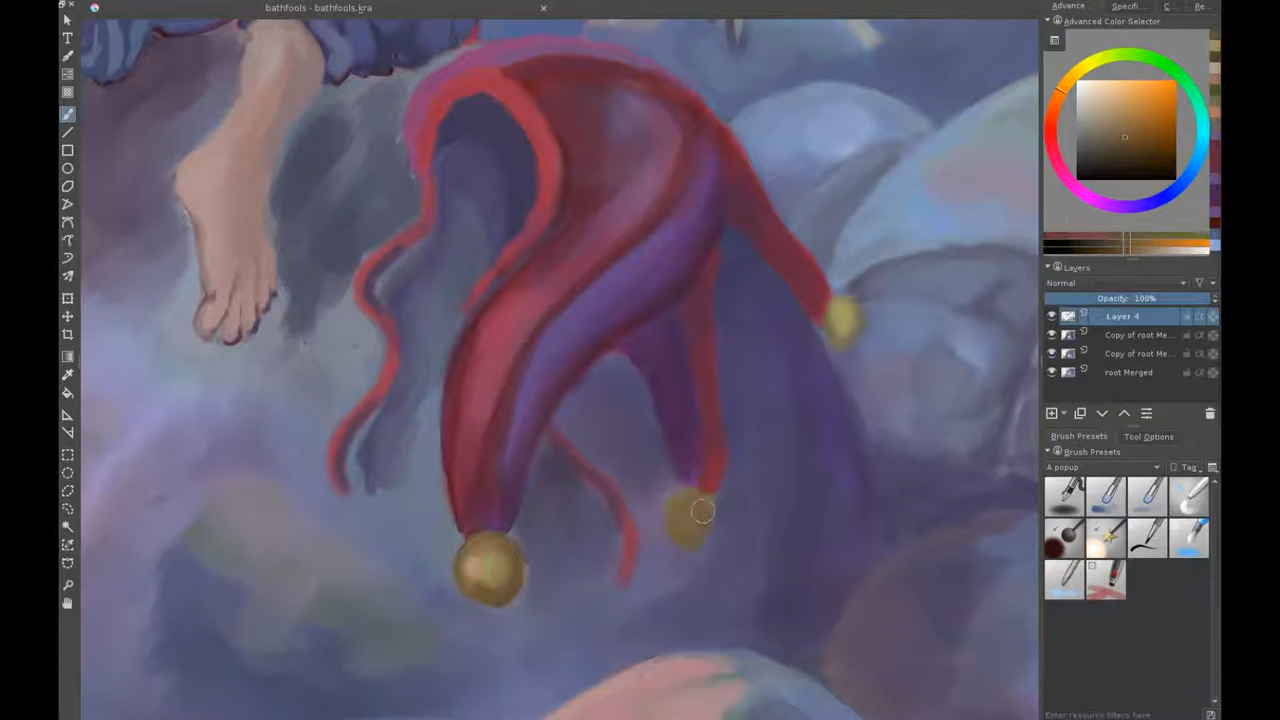 bathfools - bathfools.kra
Advance...
Specifi...
C...
Re...
Advanced Color Selector
Layers
Normal
Opacity: 100%
Layer 4
Copy of root Me...
Copy of root Me...
root Merged
Brush Presets
Tool Options
Brush Presets
A popup
Tag
Enter resource filters here